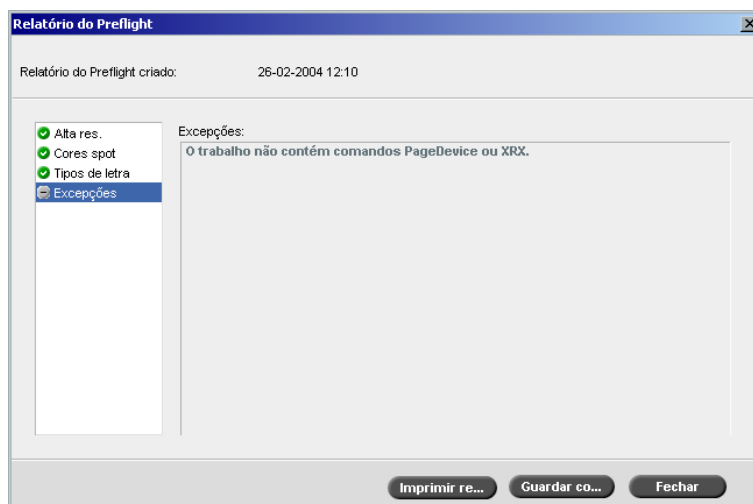 Relatório do Preflight
Relatório do Preflight criado: 26-02-2004 12:10
Alta res.
Cores spot
Tipos de letra
Excepções
Excepções:
O trabalho não contém comandos PageDevice ou XRX.
Imprimir re... Guardar co... Fechar